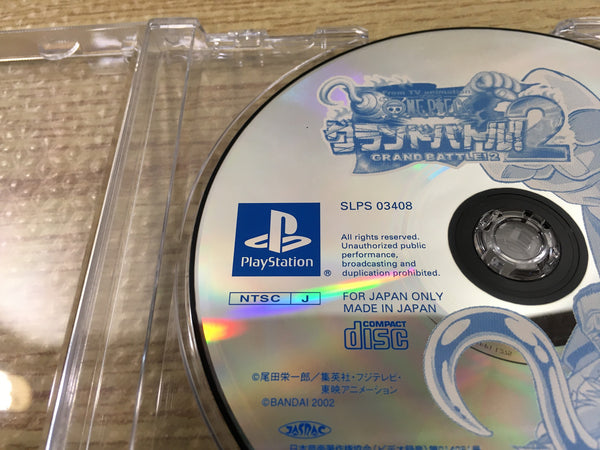 From TV animation
ONE PIECE
グランドバトル!
2
GRAND BATTLE! 2
SLPS 03408
PlayStation
®
All rights reserved.
Unauthorized public
performance,
broadcasting and
duplication prohibited.
NTSC J
FOR JAPAN ONLY
MADE IN JAPAN
COMPACT
disc
©尾田栄一郎／集英社・フジテレビ・
東映アニメーション
©BANDAI 2002
JASRAC